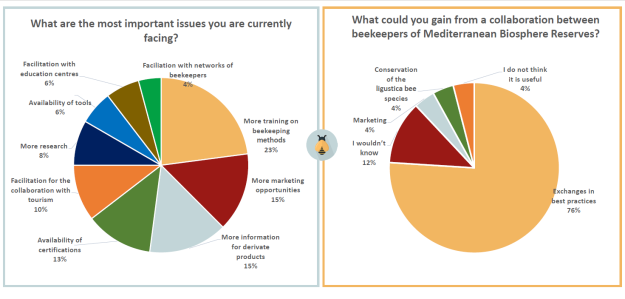 What are the most important issues you are currently
facing?
Facilitation with
education centres
6%
Faciliation with networks of
beekeepers
4%
Availability of tools
6%
More training on
beekeeping
methods
23%
More research
8%
More marketing
opportunities
15%
Facilitation for the
collaboration with
tourism
10%
More information
for derivate
products
15%
Availability of
certifications
13%
What could you gain from a collaboration between
beekeepers of Mediterranean Biosphere Reserves?
Conservation
of the
ligustica bee
species
4%
I do not think
it is useful
4%
Marketing
4%
I wouldn't
know
12%
Exchanges in
best practices
76%